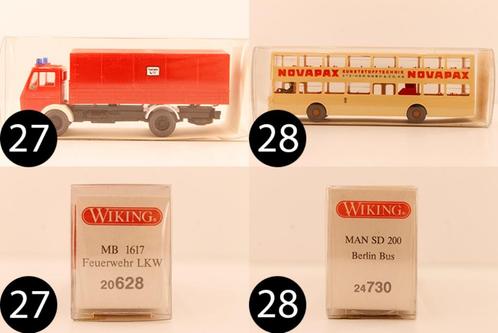 27
28
NOVAPAX KUNSTSTOFFTECHNIK NOVAPAX
27
WIKING
MB 1617
Feuerwehr LKW
20628
28
WIKING
MAN SD 200
Berlin Bus
24730